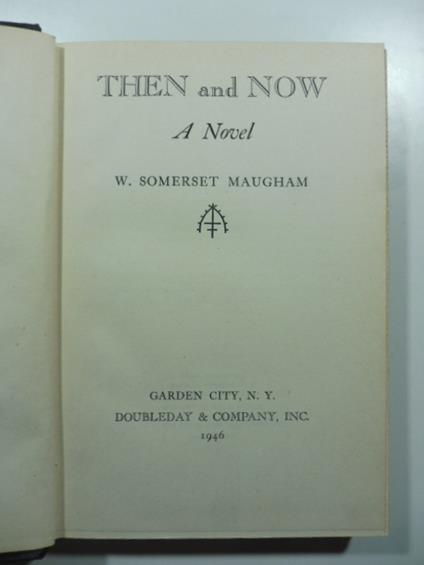 THEN and NOW
A Novel
W. SOMERSET MAUGHAM
GARDEN CITY, N. Y.
DOUBLEDAY & COMPANY, INC.
1946